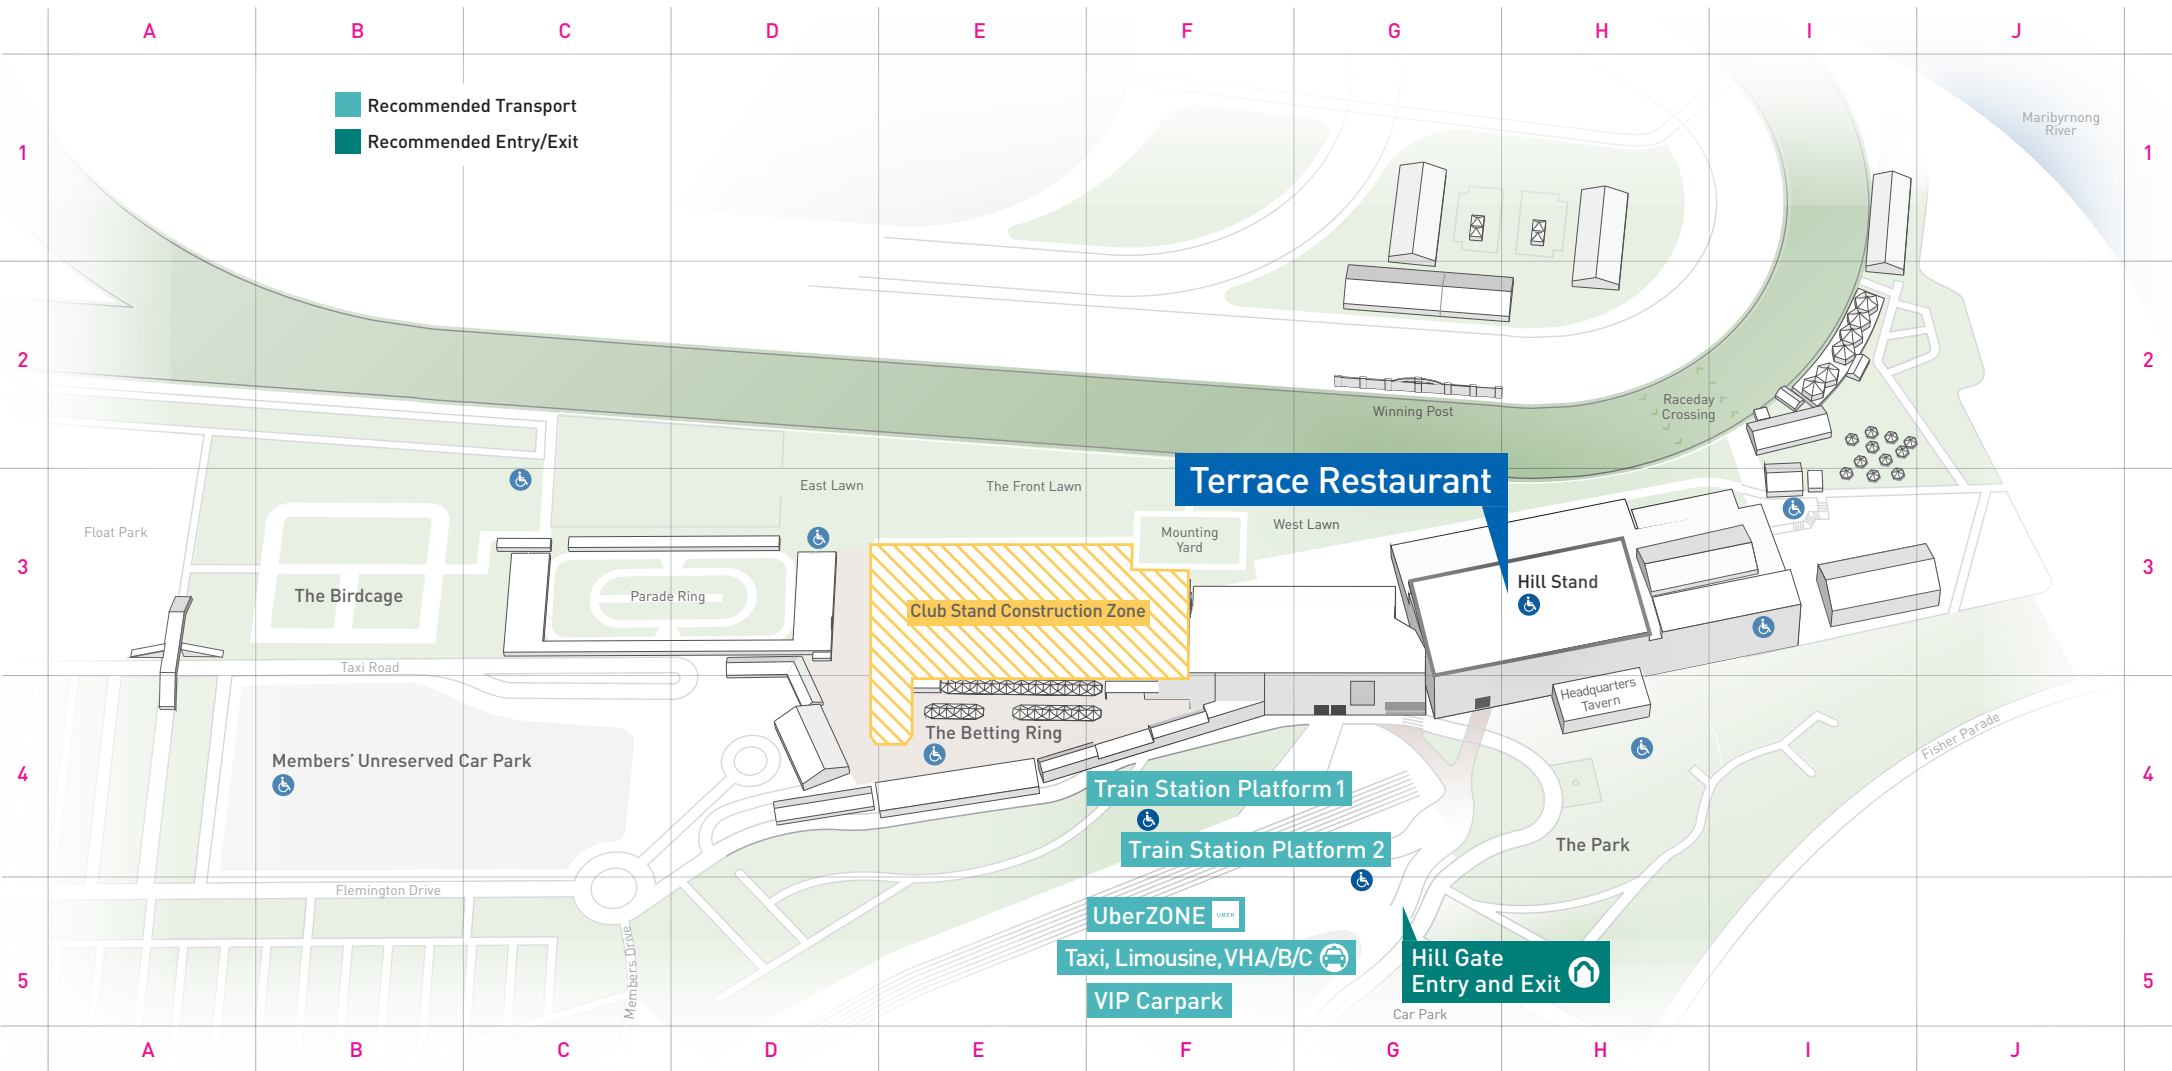 A B C D E F G H I J
Recommended Transport
Recommended Entry/Exit
Maribyrnong
River
1 1
2 2
Winning Post
Raceday
Crossing
Terrace Restaurant
East Lawn
The Front Lawn
West Lawn
Float Park
Mounting
Yard
3 3
The Birdcage
Parade Ring
Club Stand Construction Zone
Hill Stand
Taxi Road
Headquarters
Tavern
The Betting Ring
Fisher Parade
Members' Unreserved Car Park
4 4
Train Station Platform 1
Train Station Platform 2
The Park
Flemington Drive
UberZONE UBER
Members Drive
Taxi, Limousine, VHA/B/C
Hill Gate
Entry and Exit
5 5
VIP Carpark
Car Park
A B C D E F G H I J